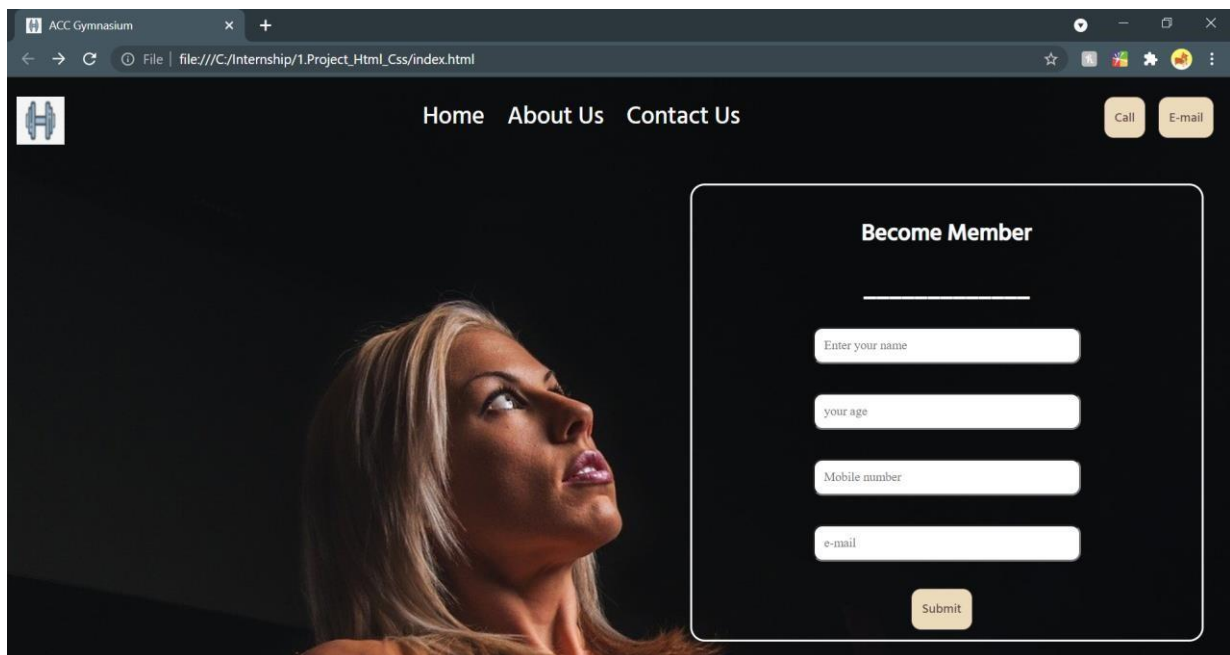 ACC Gymnasium
File | file:///C:/Internship/1.Project_Html_Css/index.html
Home About Us Contact Us
Call E-mail
Become Member
Enter your name
your age
Mobile number
e-mail
Submit